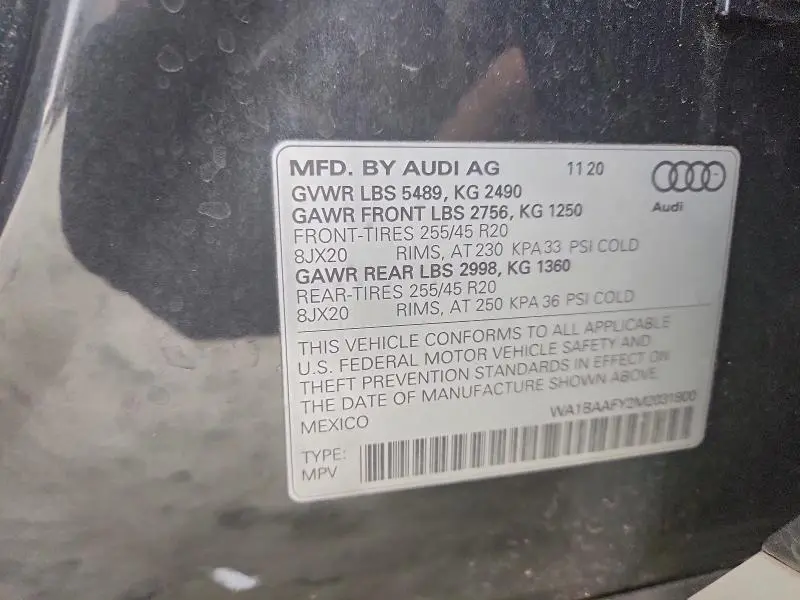 MFD. BY AUDI AG 11 20
Audi
GVWR LBS 5489, KG 2490
GAWR FRONT LBS 2756, KG 1250
FRONT-TIRES 255/45 R20
8JX20 RIMS, AT 230 KPA 33 PSI COLD
GAWR REAR LBS 2998, KG 1360
REAR-TIRES 255/45 R20
8JX20 RIMS, AT 250 KPA 36 PSI COLD
THIS VEHICLE CONFORMS TO ALL APPLICABLE
U.S. FEDERAL MOTOR VEHICLE SAFETY AND
THEFT PREVENTION STANDARDS IN EFFECT ON
THE DATE OF MANUFACTURE SHOWN ABOVE.
MEXICO
WA1BAAFY2M2031900
TYPE:
MPV